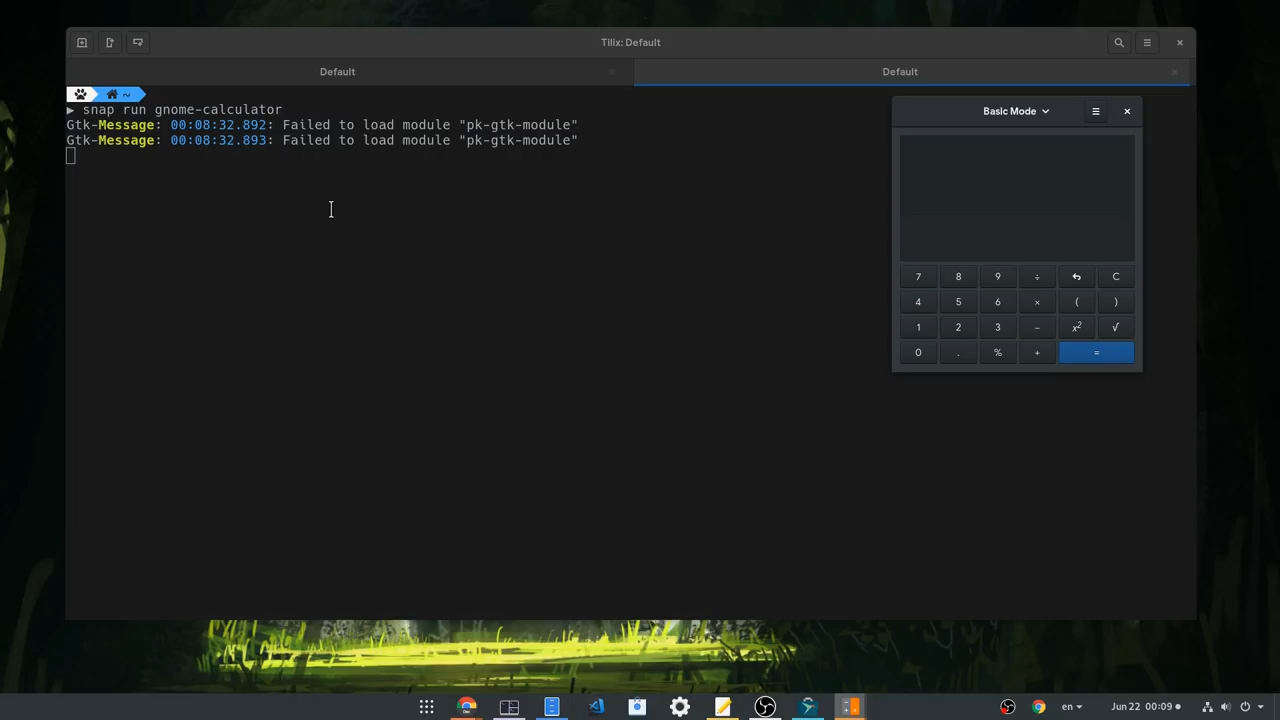 Tilix: Default
Default
Default
~
▶ snap run gnome-calculator
Gtk-Message: 00:08:32.892: Failed to load module "pk-gtk-module"
Gtk-Message: 00:08:32.893: Failed to load module "pk-gtk-module"
Basic Mode
7 8 9 ÷ C
4 5 6 × ( )
1 2 3 − x² √
0 . % + =
en
Jun 22 00:09